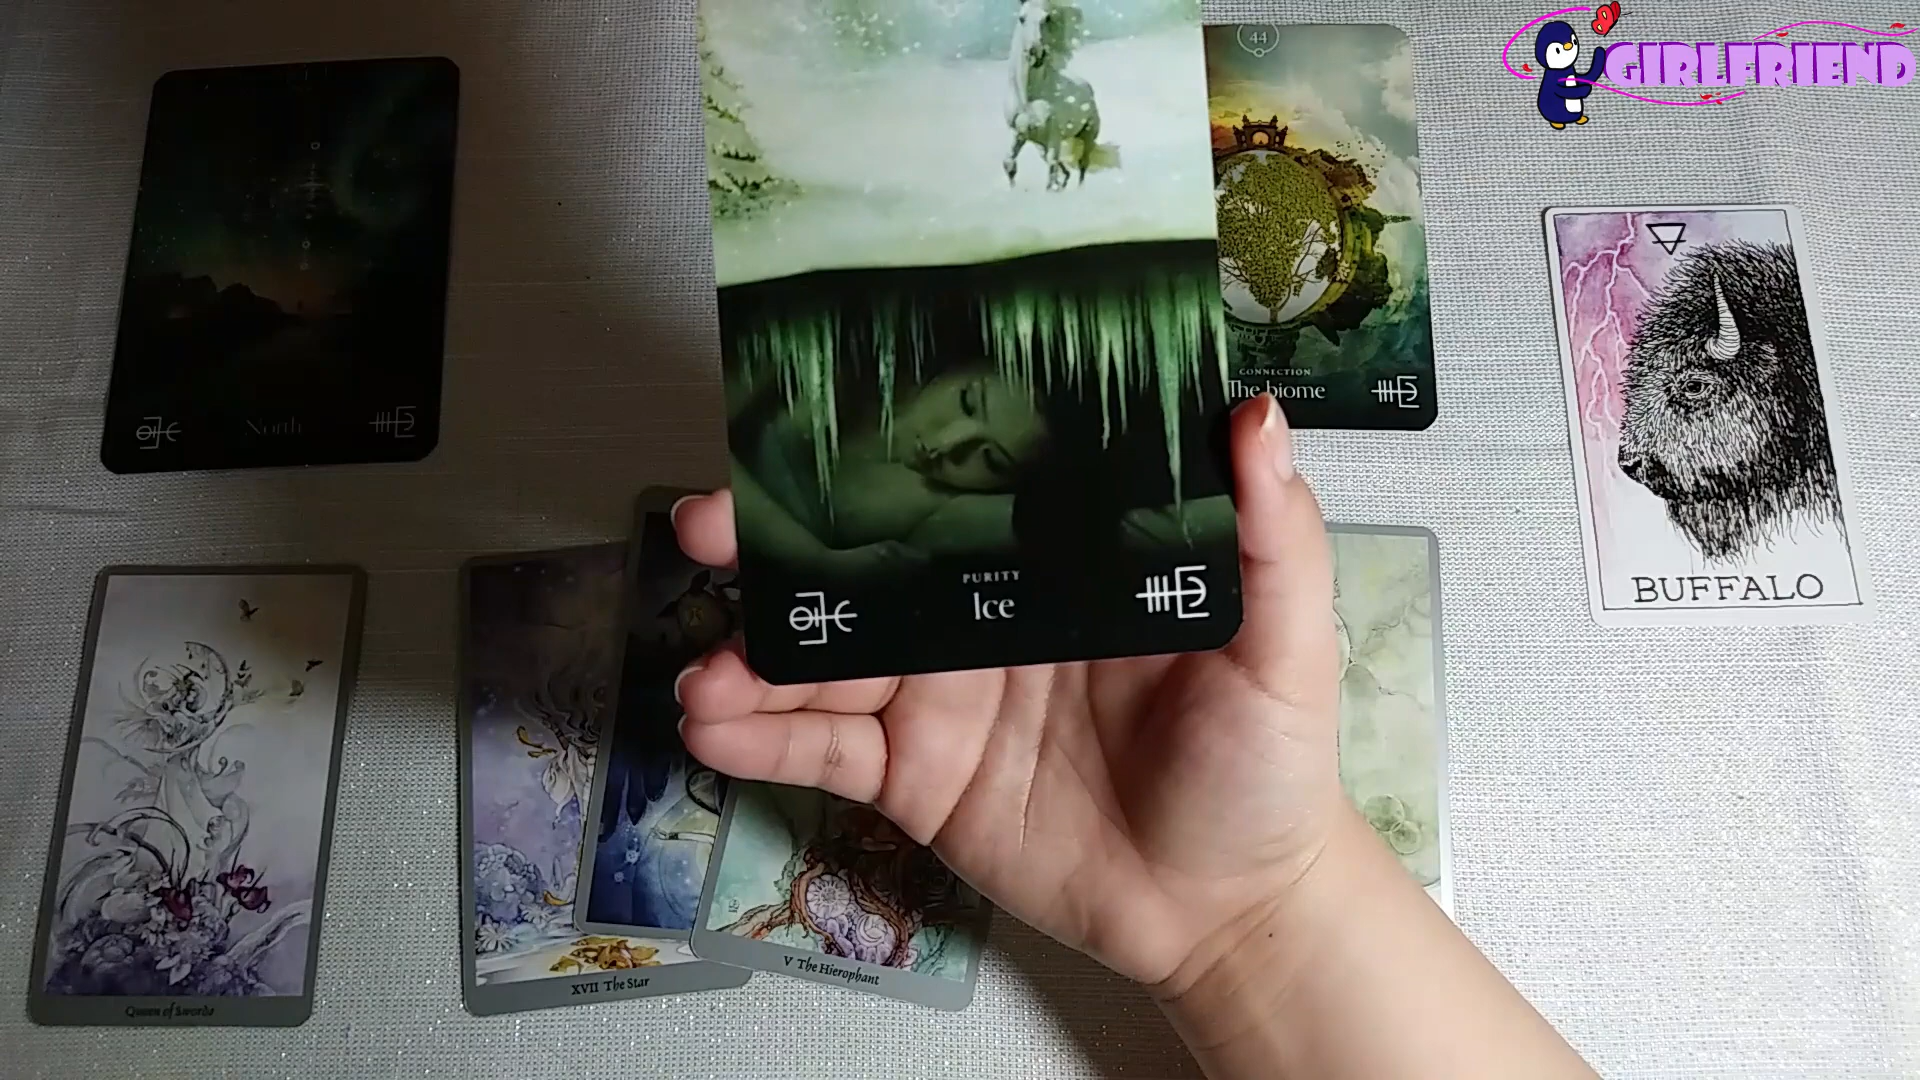 GIRLFRIEND
44
CONNECTION
The biome
North
PURITY
Ice
BUFFALO
Queen of Swords
XVII The Star
V The Hierophant